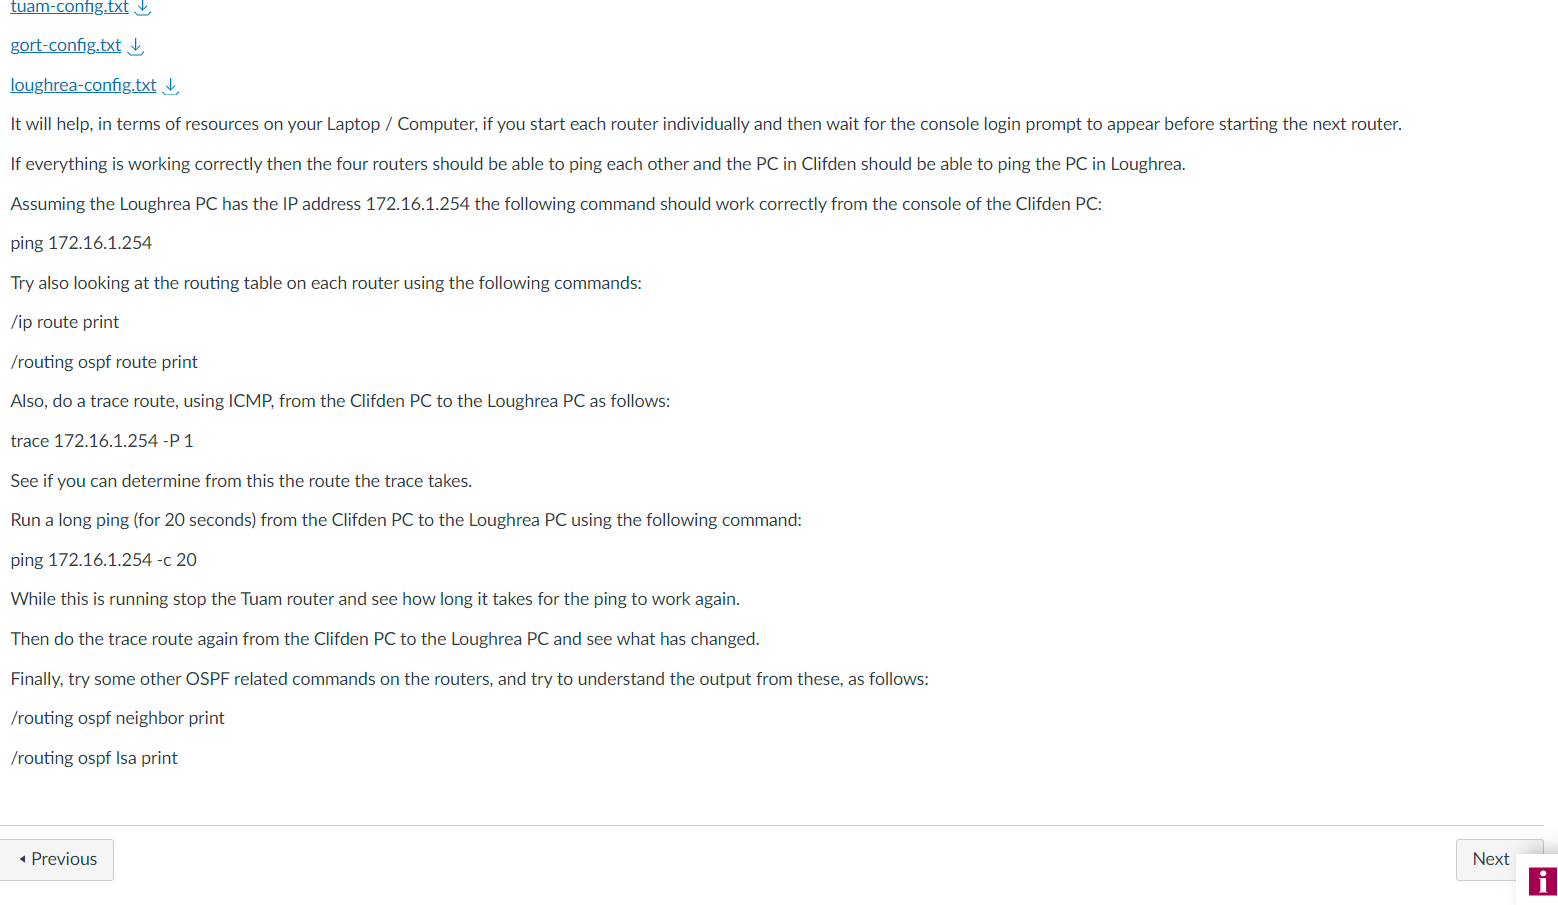 tuam-config.txt
gort-config.txt
loughrea-config.txt
It will help, in terms of resources on your Laptop / Computer, if you start each router individually and then wait for the console login prompt to appear before starting the next router.
If everything is working correctly then the four routers should be able to ping each other and the PC in Clifden should be able to ping the PC in Loughrea.
Assuming the Loughrea PC has the IP address 172.16.1.254 the following command should work correctly from the console of the Clifden PC:
ping 172.16.1.254
Try also looking at the routing table on each router using the following commands:
/ip route print
/routing ospf route print
Also, do a trace route, using ICMP, from the Clifden PC to the Loughrea PC as follows:
trace 172.16.1.254 -P 1
See if you can determine from this the route the trace takes.
Run a long ping (for 20 seconds) from the Clifden PC to the Loughrea PC using the following command:
ping 172.16.1.254 -c 20
While this is running stop the Tuam router and see how long it takes for the ping to work again.
Then do the trace route again from the Clifden PC to the Loughrea PC and see what has changed.
Finally, try some other OSPF related commands on the routers, and try to understand the output from these, as follows:
/routing ospf neighbor print
/routing ospf lsa print
Previous
Next
i